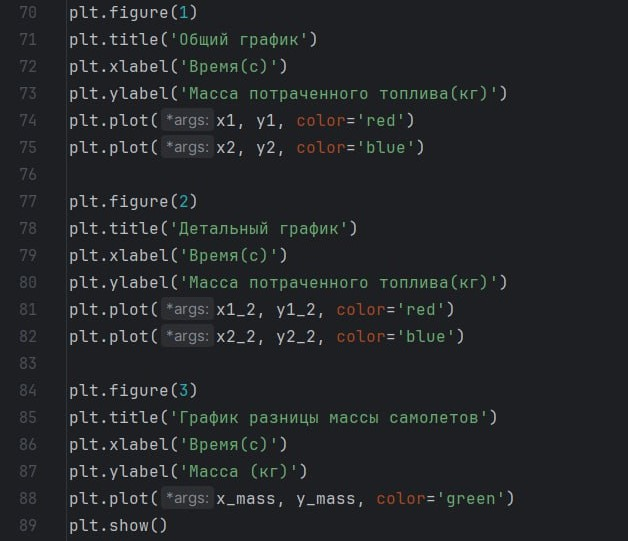 70 plt.figure(1)
71 plt.title('Общий график')
72 plt.xlabel('Время(с)')
73 plt.ylabel('Масса потраченного топлива(кг)')
74 plt.plot( *args: x1, y1, color='red')
75 plt.plot( *args: x2, y2, color='blue')
76
77 plt.figure(2)
78 plt.title('Детальный график')
79 plt.xlabel('Время(с)')
80 plt.ylabel('Масса потраченного топлива(кг)')
81 plt.plot( *args: x1_2, y1_2, color='red')
82 plt.plot( *args: x2_2, y2_2, color='blue')
83
84 plt.figure(3)
85 plt.title('График разницы массы самолетов')
86 plt.xlabel('Время(с)')
87 plt.ylabel('Масса (кг)')
88 plt.plot( *args: x_mass, y_mass, color='green')
89 plt.show()